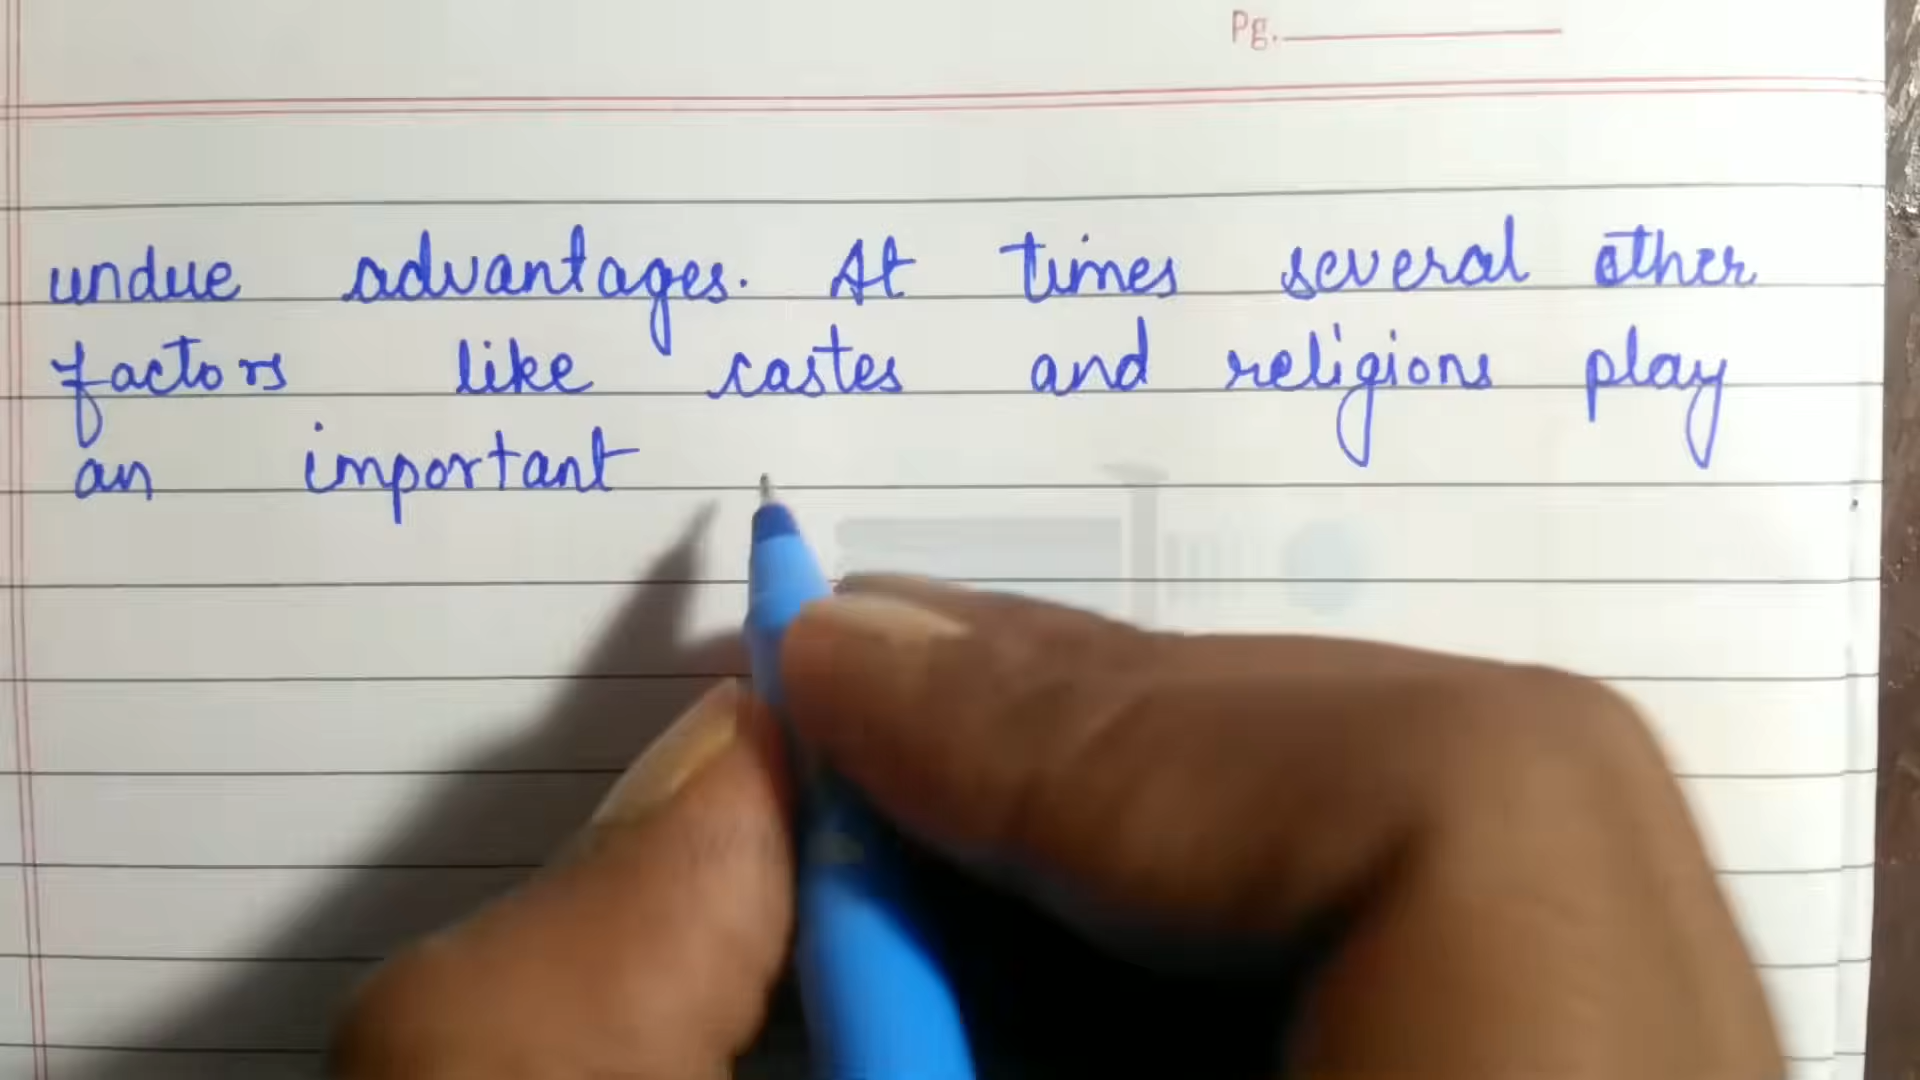 Pg.
undue advantages. At times several other
factors like castes and religions play
an important